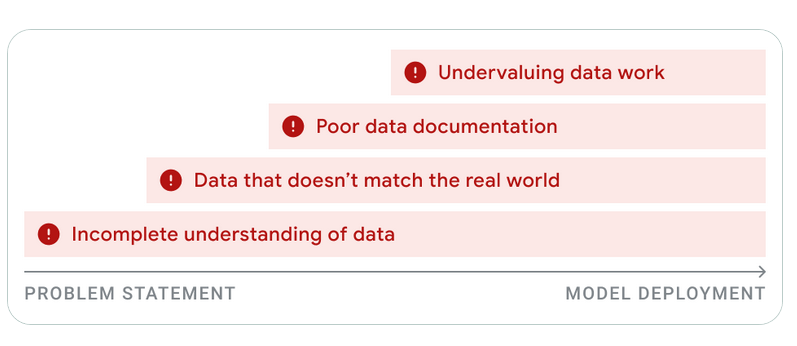 Undervaluing data work
Poor data documentation
Data that doesn’t match the real world
Incomplete understanding of data
PROBLEM STATEMENT
MODEL DEPLOYMENT